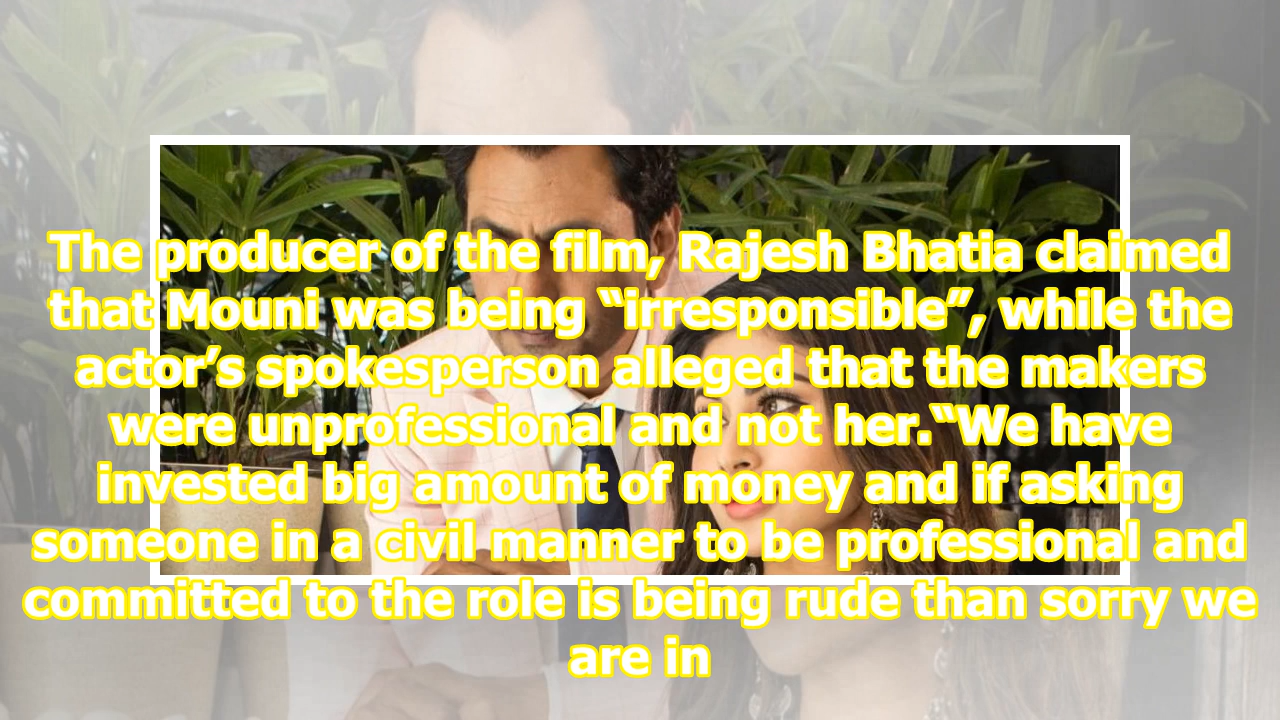 The producer of the film, Rajesh Bhatia claimed
that Mouni was being “irresponsible”, while the
actor’s spokesperson alleged that the makers
were unprofessional and not her.“We have
invested big amount of money and if asking
someone in a civil manner to be professional and
committed to the role is being rude than sorry we
are in